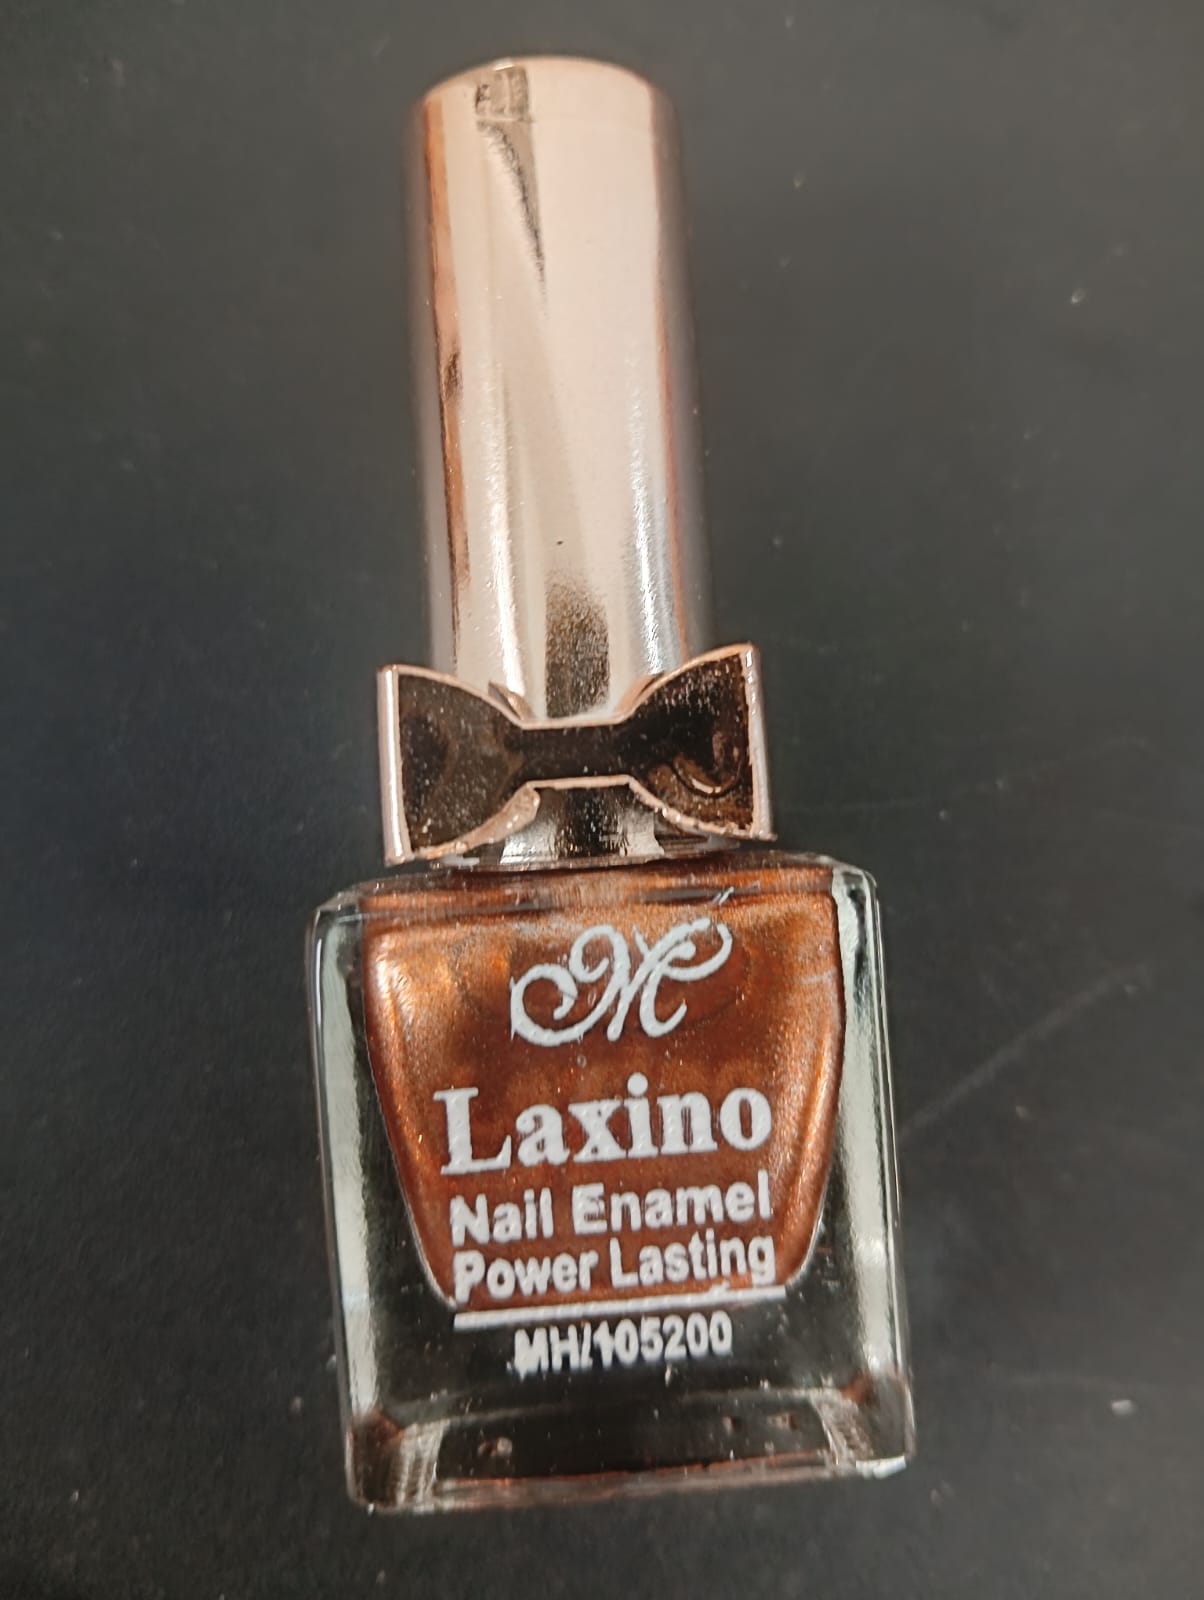 M
Laxino
Nail Enamel
Power Lasting
MH/105200